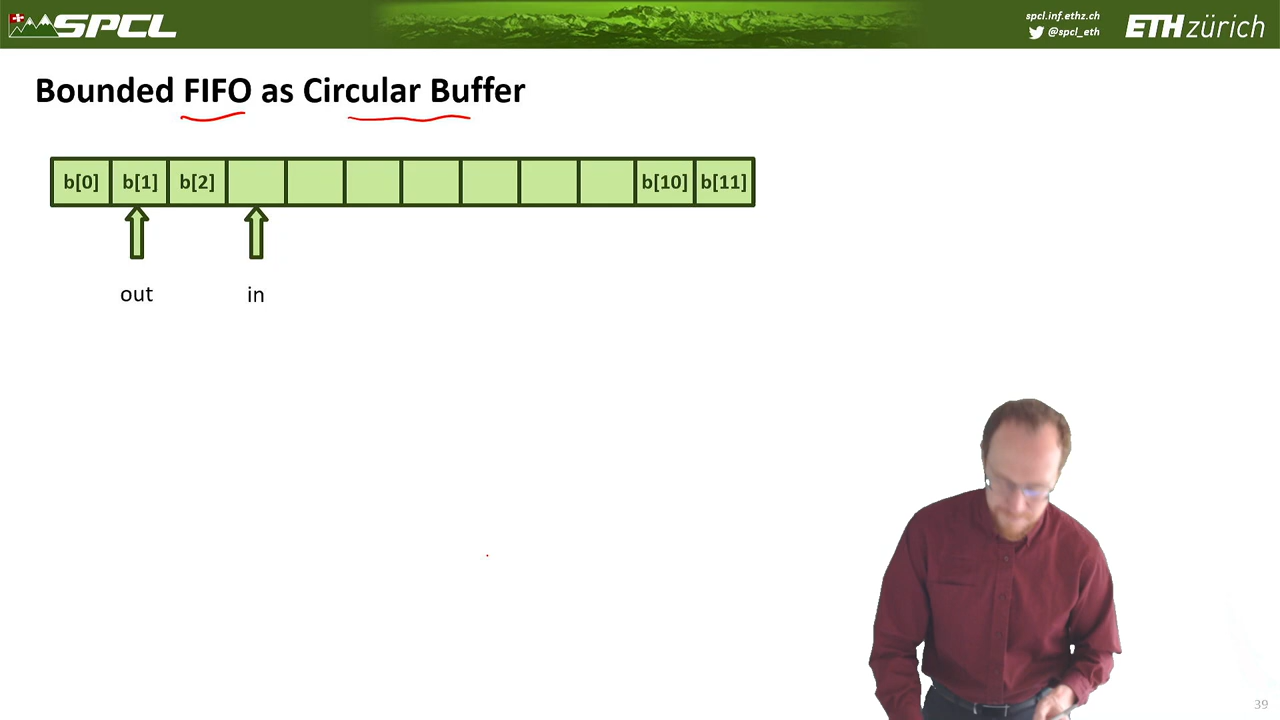 SPCL
spcl.inf.ethz.ch
@spcl_eth
ETH zürich
Bounded FIFO as Circular Buffer
b[0] b[1] b[2] b[10] b[11]
out in
39